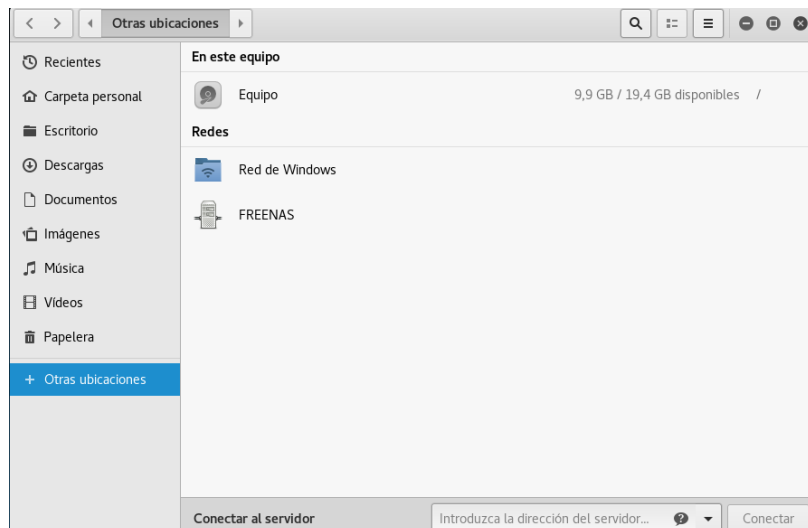 Otras ubicaciones
Recientes
Carpeta personal
Escritorio
Descargas
Documentos
Imágenes
Música
Vídeos
Papelera
Otras ubicaciones
En este equipo
Equipo 9,9 GB / 19,4 GB disponibles /
Redes
Red de Windows
FREENAS
Conectar al servidor Introduzca la dirección del servidor... Conectar